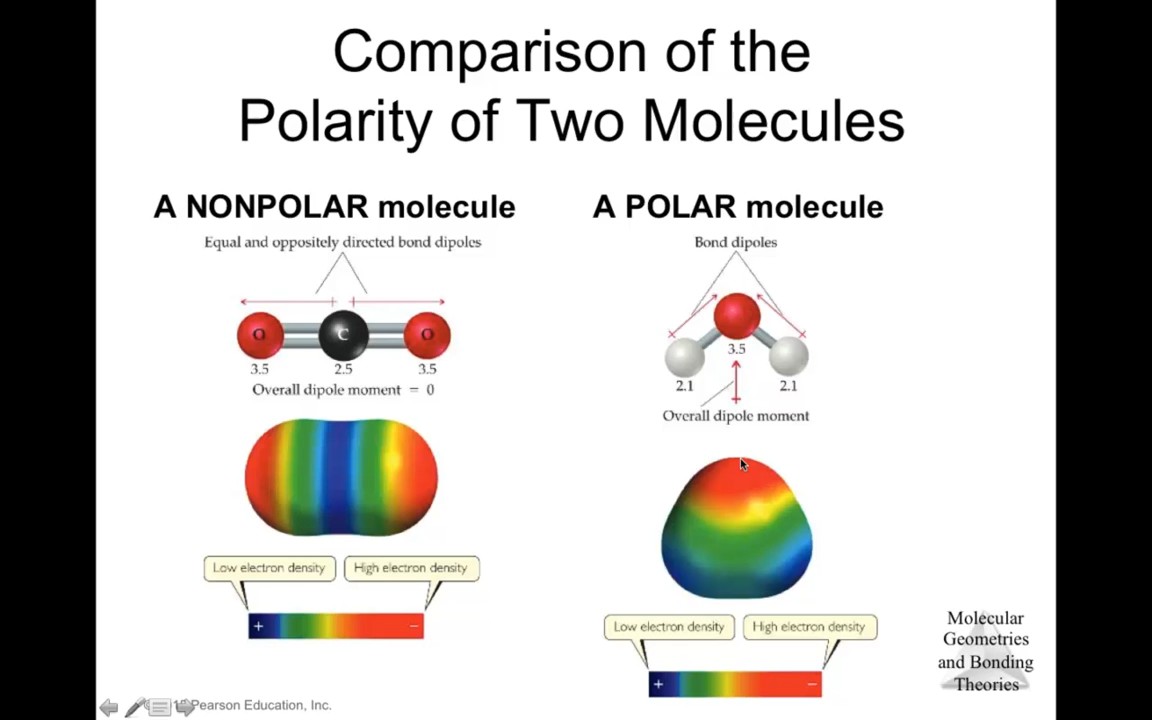 Comparison of the
Polarity of Two Molecules
A NONPOLAR molecule
Equal and oppositely directed bond dipoles
O
C
O
3.5
2.5
3.5
Overall dipole moment = 0
Low electron density
High electron density
+
−
A POLAR molecule
Bond dipoles
3.5
2.1
2.1
Overall dipole moment
Low electron density
High electron density
+
−
Molecular
Geometries
and Bonding
Theories
Pearson Education, Inc.